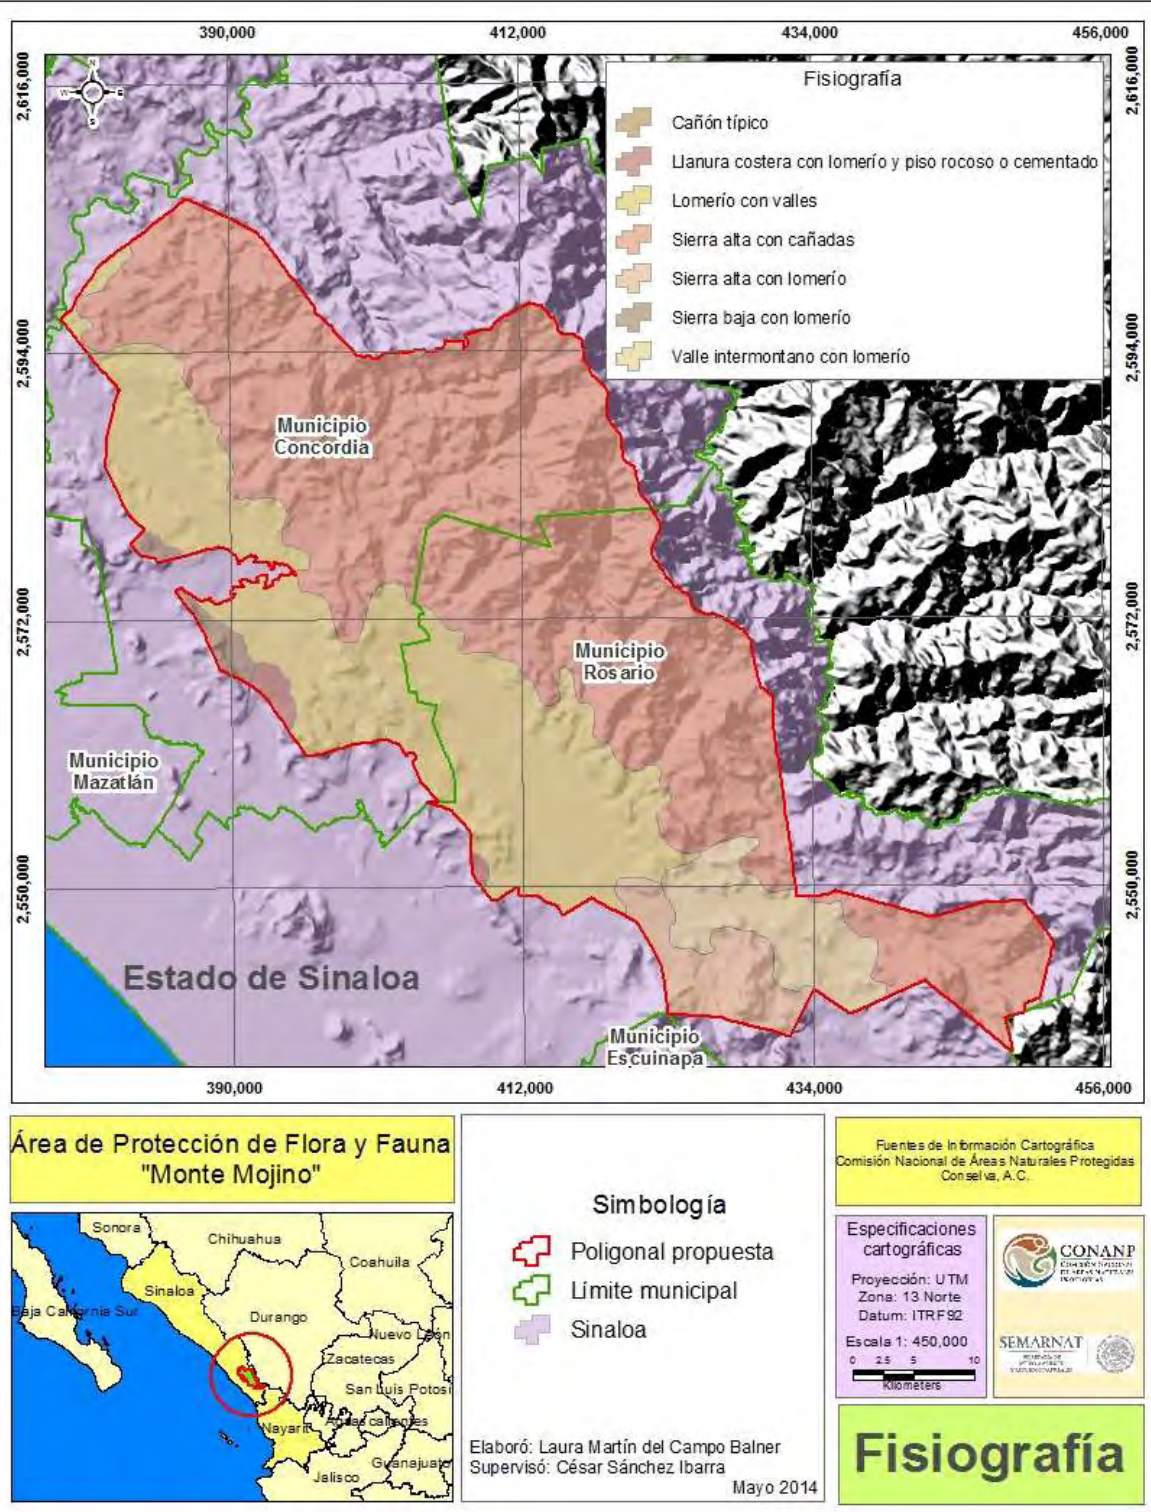 390,000
412,000
434,000
456,000
2,616,000
2,616,000
N
W
E
S
Fisiografía
Cañón típico
Llanura costera con lomerío y piso rocoso o cementado
Lomerío con valles
Sierra alta con cañadas
Sierra alta con lomerío
Sierra baja con lomerío
Valle intermontano con lomerío
2,594,000
2,594,000
Municipio
Concordia
2,572,000
2,572,000
Municipio
Rosario
Municipio
Mazatlán
2,550,000
2,550,000
Estado de Sinaloa
Municipio
Escuinapa
390,000
412,000
434,000
456,000
Área de Protección de Flora y Fauna
"Monte Mojino"
Sonora
Chihuahua
Coahuila
Sinaloa
Baja California Sur
Durango
Nuevo León
Zacatecas
San Luis Potosí
Nayarit
Aguascalientes
Guanajuato
Jalisco
Simbología
Poligonal propuesta
Límite municipal
Sinaloa
Elaboró: Laura Martín del Campo Balner
Supervisó: César Sánchez Ibarra
Mayo 2014
Fuentes de Información Cartográfica
Comisión Nacional de Áreas Naturales Protegidas
Conselva, A.C.
Especificaciones
cartográficas
Proyección: UTM
Zona: 13 Norte
Datum: ITRF92
Escala 1: 450,000
0 2.5 5 10
Kilometers
CONANP
COMISIÓN NACIONAL
DE ÁREAS NATURALES
PROTEGIDAS
SEMARNAT
Fisiografía